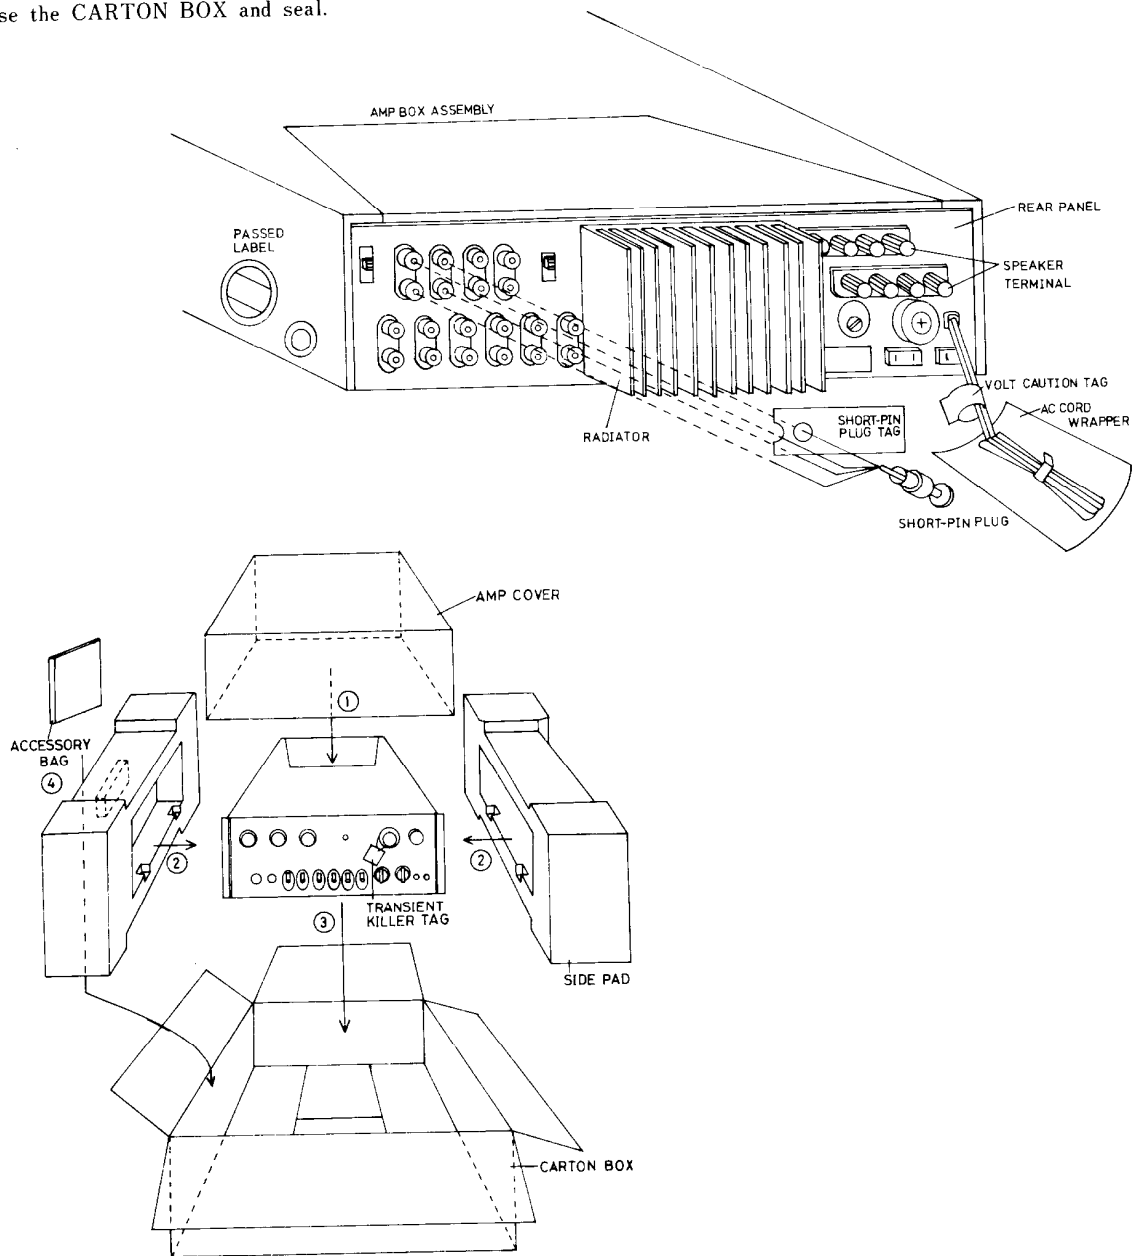 se the CARTON BOX and seal.
AMP BOX ASSEMBLY
PASSED
LABEL
REAR PANEL
SPEAKER
TERMINAL
VOLT CAUTION TAG
AC CORD
WRAPPER
RADIATOR
SHORT-PIN
PLUG TAG
SHORT-PIN PLUG
AMP COVER
①
ACCESSORY
BAG
④
②
②
TRANSIENT
KILLER TAG
③
SIDE PAD
CARTON BOX